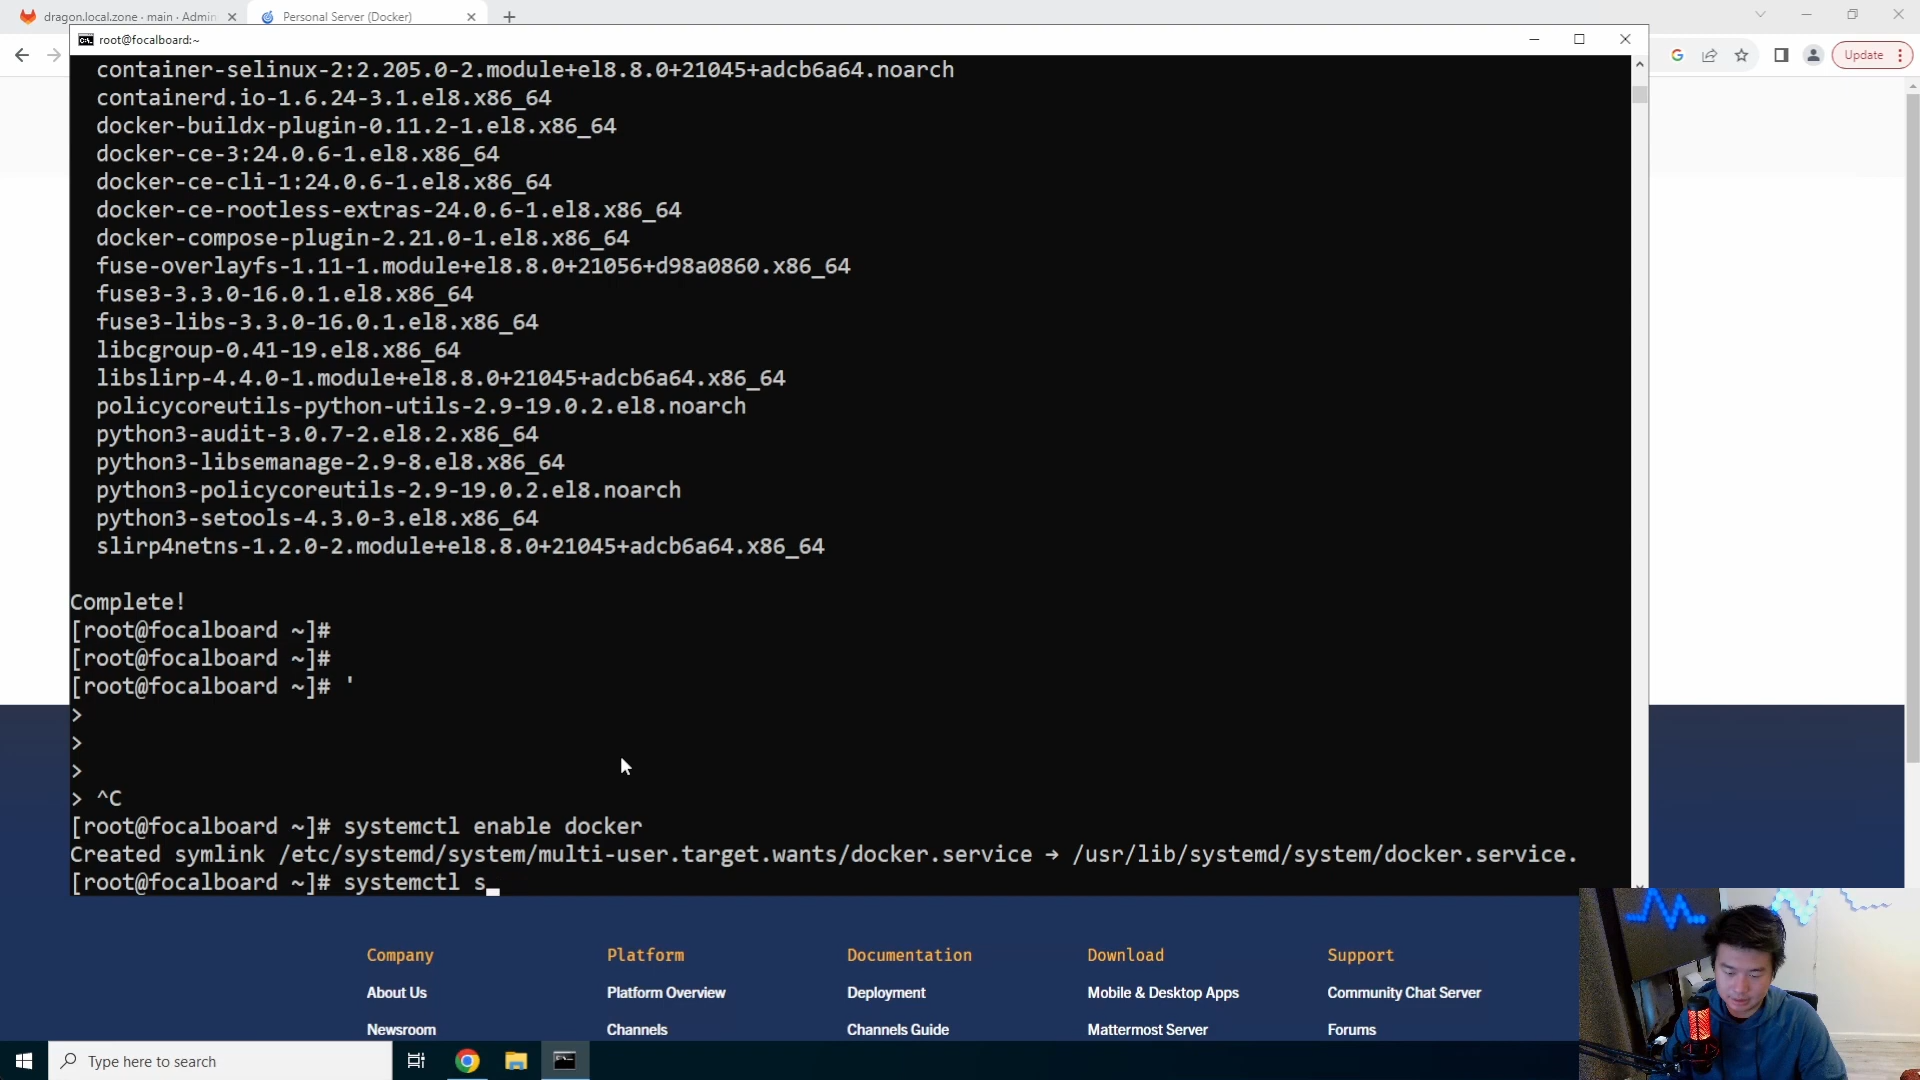 dragon.local.zone · main · Admin
Personal Server (Docker)
root@focalboard:~
Update
container-selinux-2:2.205.0-2.module+el8.8.0+21045+adcb6a64.noarch
containerd.io-1.6.24-3.1.el8.x86_64
docker-buildx-plugin-0.11.2-1.el8.x86_64
docker-ce-3:24.0.6-1.el8.x86_64
docker-ce-cli-1:24.0.6-1.el8.x86_64
docker-ce-rootless-extras-24.0.6-1.el8.x86_64
docker-compose-plugin-2.21.0-1.el8.x86_64
fuse-overlayfs-1.11-1.module+el8.8.0+21056+d98a0860.x86_64
fuse3-3.3.0-16.0.1.el8.x86_64
fuse3-libs-3.3.0-16.0.1.el8.x86_64
libcgroup-0.41-19.el8.x86_64
libslirp-4.4.0-1.module+el8.8.0+21045+adcb6a64.x86_64
policycoreutils-python-utils-2.9-19.0.2.el8.noarch
python3-audit-3.0.7-2.el8.2.x86_64
python3-libsemanage-2.9-8.el8.x86_64
python3-policycoreutils-2.9-19.0.2.el8.noarch
python3-setools-4.3.0-3.el8.x86_64
slirp4netns-1.2.0-2.module+el8.8.0+21045+adcb6a64.x86_64
Complete!
[root@focalboard ~]#
[root@focalboard ~]#
[root@focalboard ~]# '
>
>
>
> ^C
[root@focalboard ~]# systemctl enable docker
Created symlink /etc/systemd/system/multi-user.target.wants/docker.service → /usr/lib/systemd/system/docker.service.
[root@focalboard ~]# systemctl s_
Company Platform Documentation Download Support
About Us Platform Overview Deployment Mobile & Desktop Apps Community Chat Server
Newsroom Channels Channels Guide Mattermost Server Forums
Type here to search